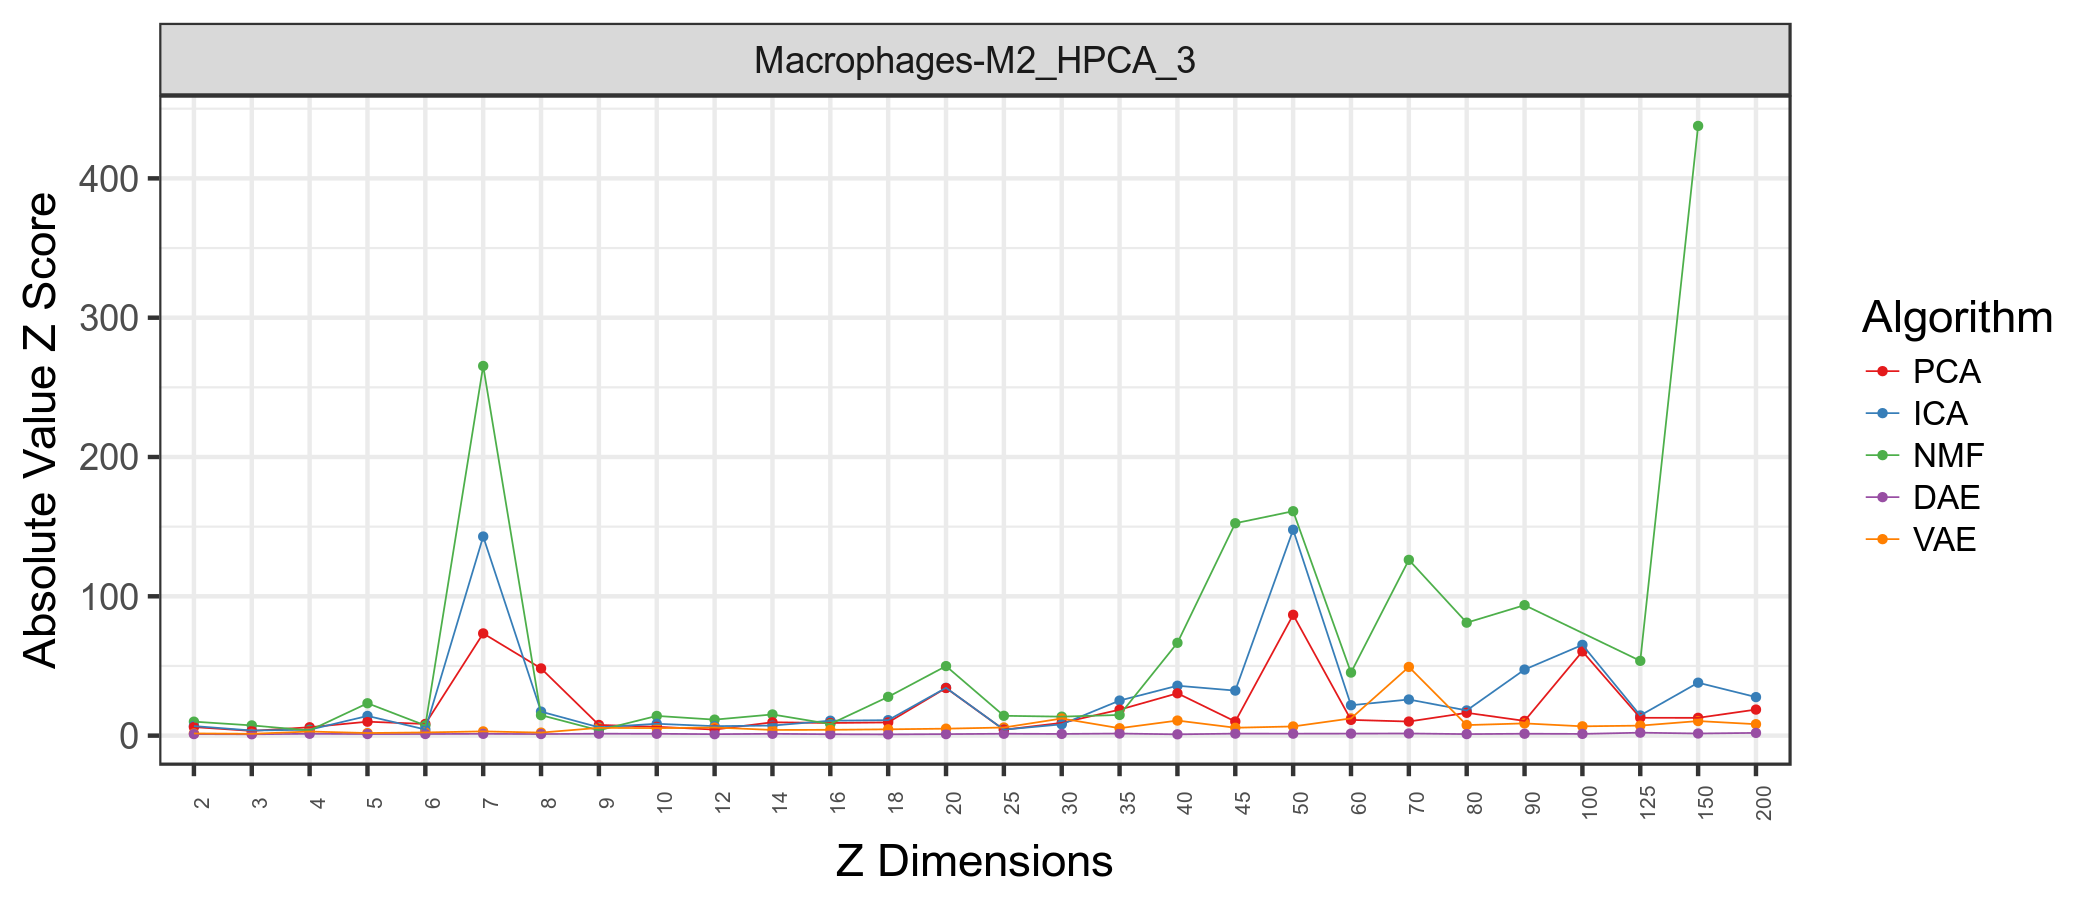 Macrophages-M2_HPCA_3
Absolute Value Z Score
400
300
200
100
0
2 3 4 5 6 7 8 9 10 12 14 16 18 20 25 30 35 40 45 50 60 70 80 90 100 125 150 200
Z Dimensions
Algorithm
PCA
ICA
NMF
DAE
VAE